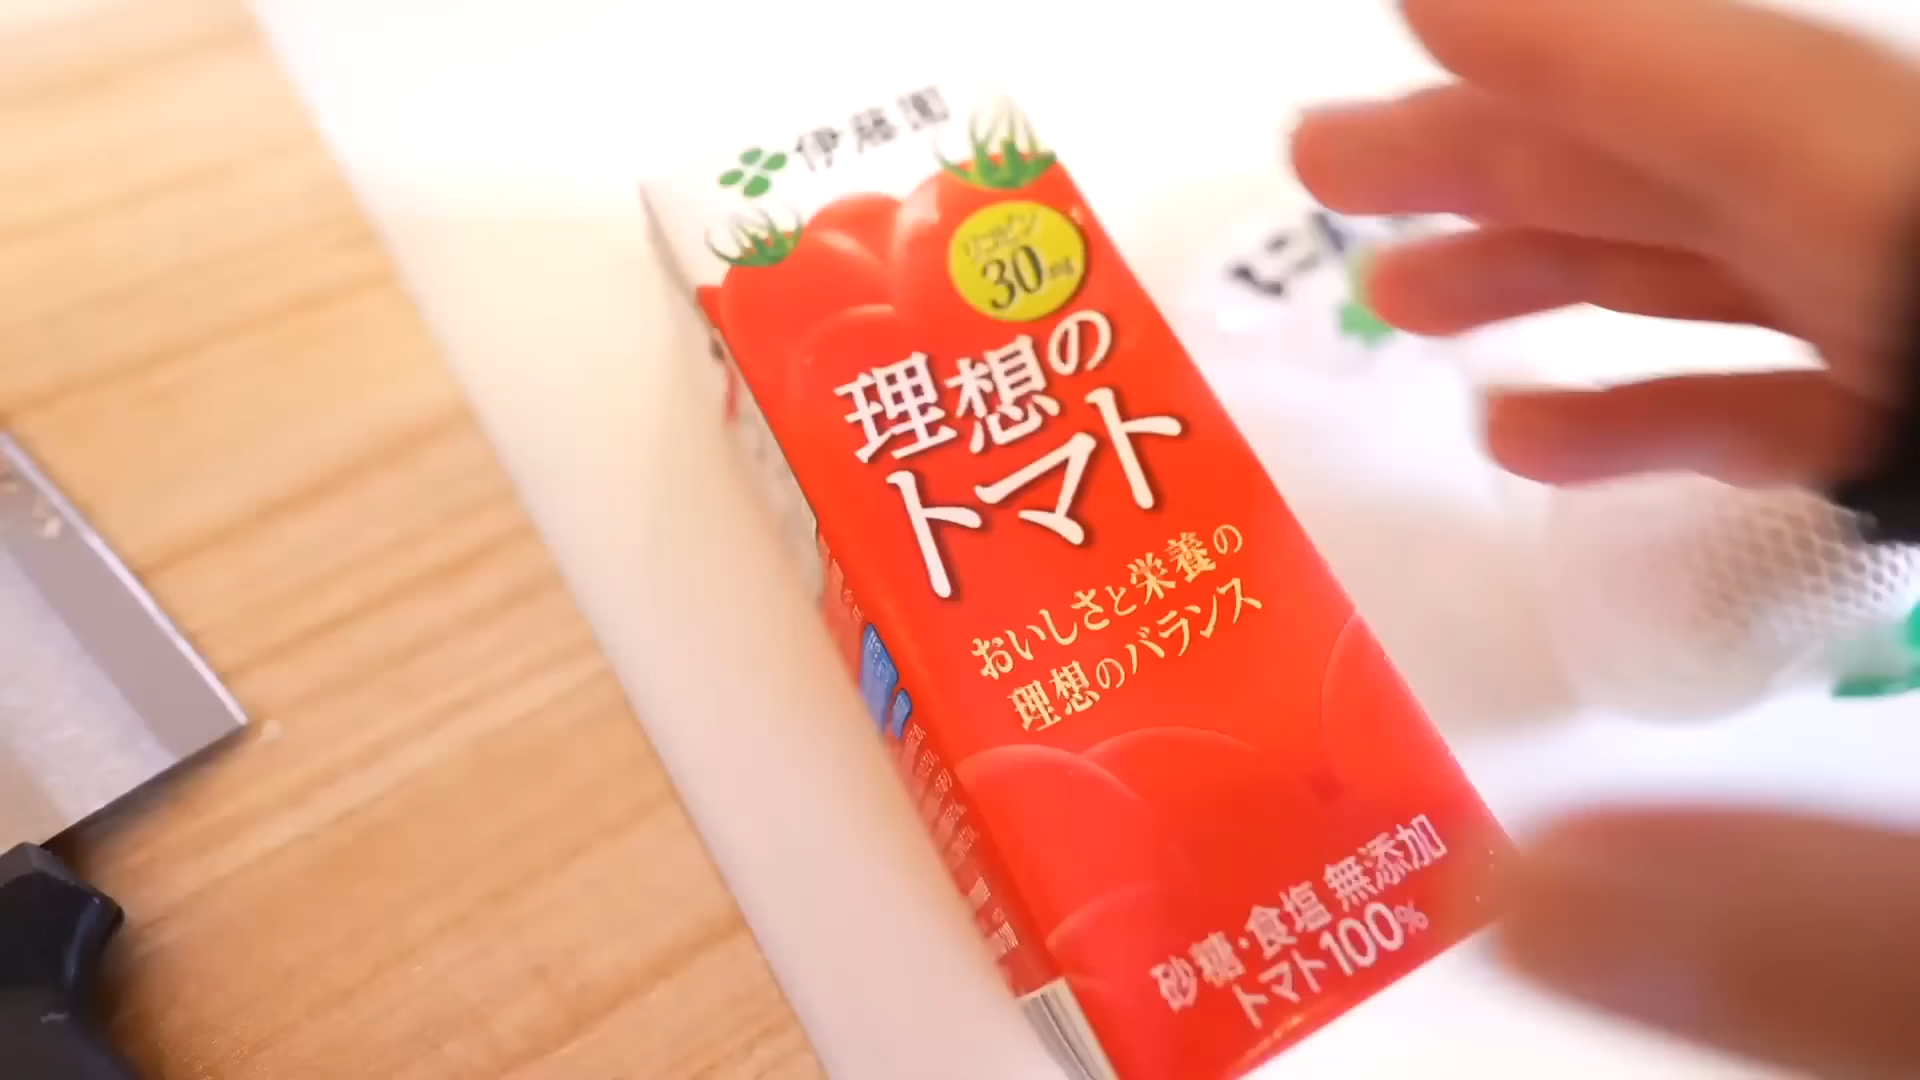 伊藤園
リコピン
30mg
理想の
トマト
おいしさと栄養の
理想のバランス
砂糖・食塩 無添加
トマト100%